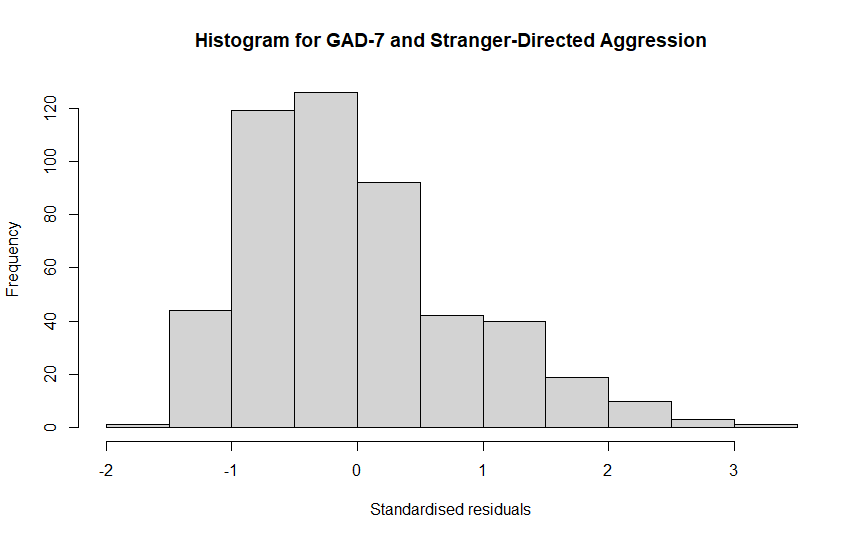 Histogram for GAD-7 and Stranger-Directed Aggression
Frequency
120
100
80
60
40
20
0
-2 -1 0 1 2 3
Standardised residuals